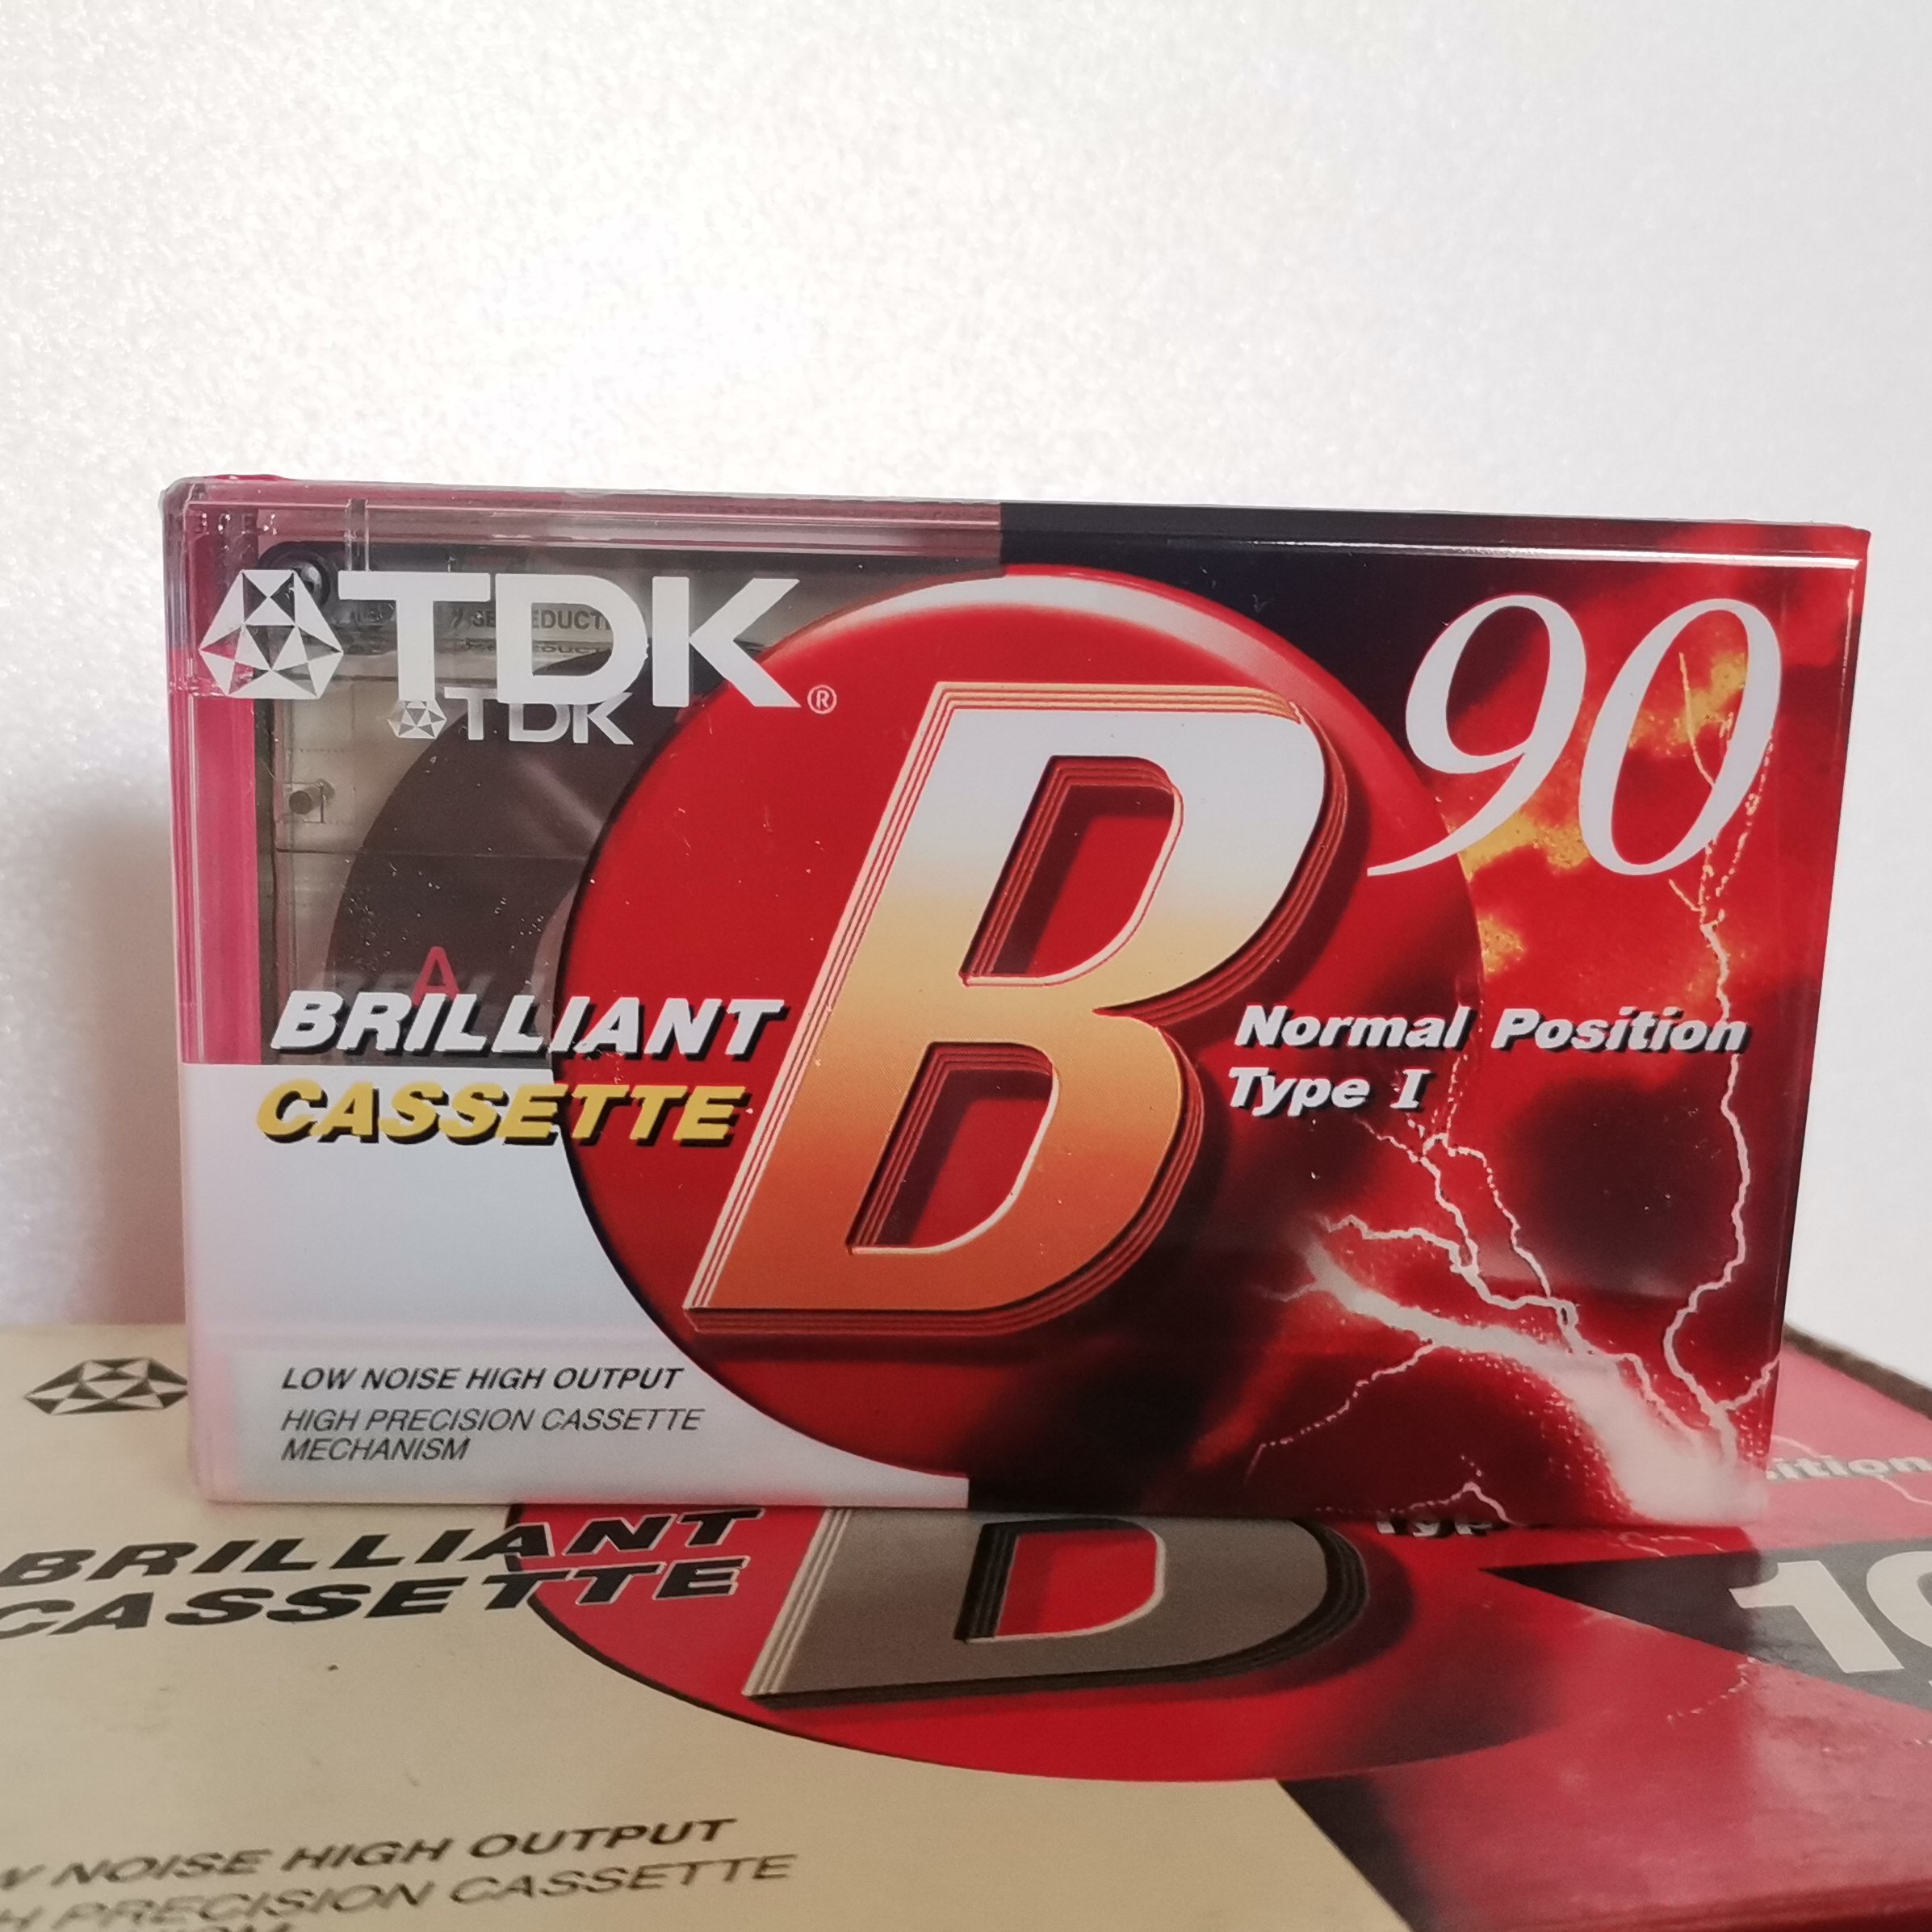 TDK®
TDK
90
B
A
BRILLIANT
CASSETTE
Normal Position
Type I
LOW NOISE HIGH OUTPUT
HIGH PRECISION CASSETTE
MECHANISM
BRILLIANT
CASSETTE
B
NOISE HIGH OUTPUT
PRECISION CASSETTE